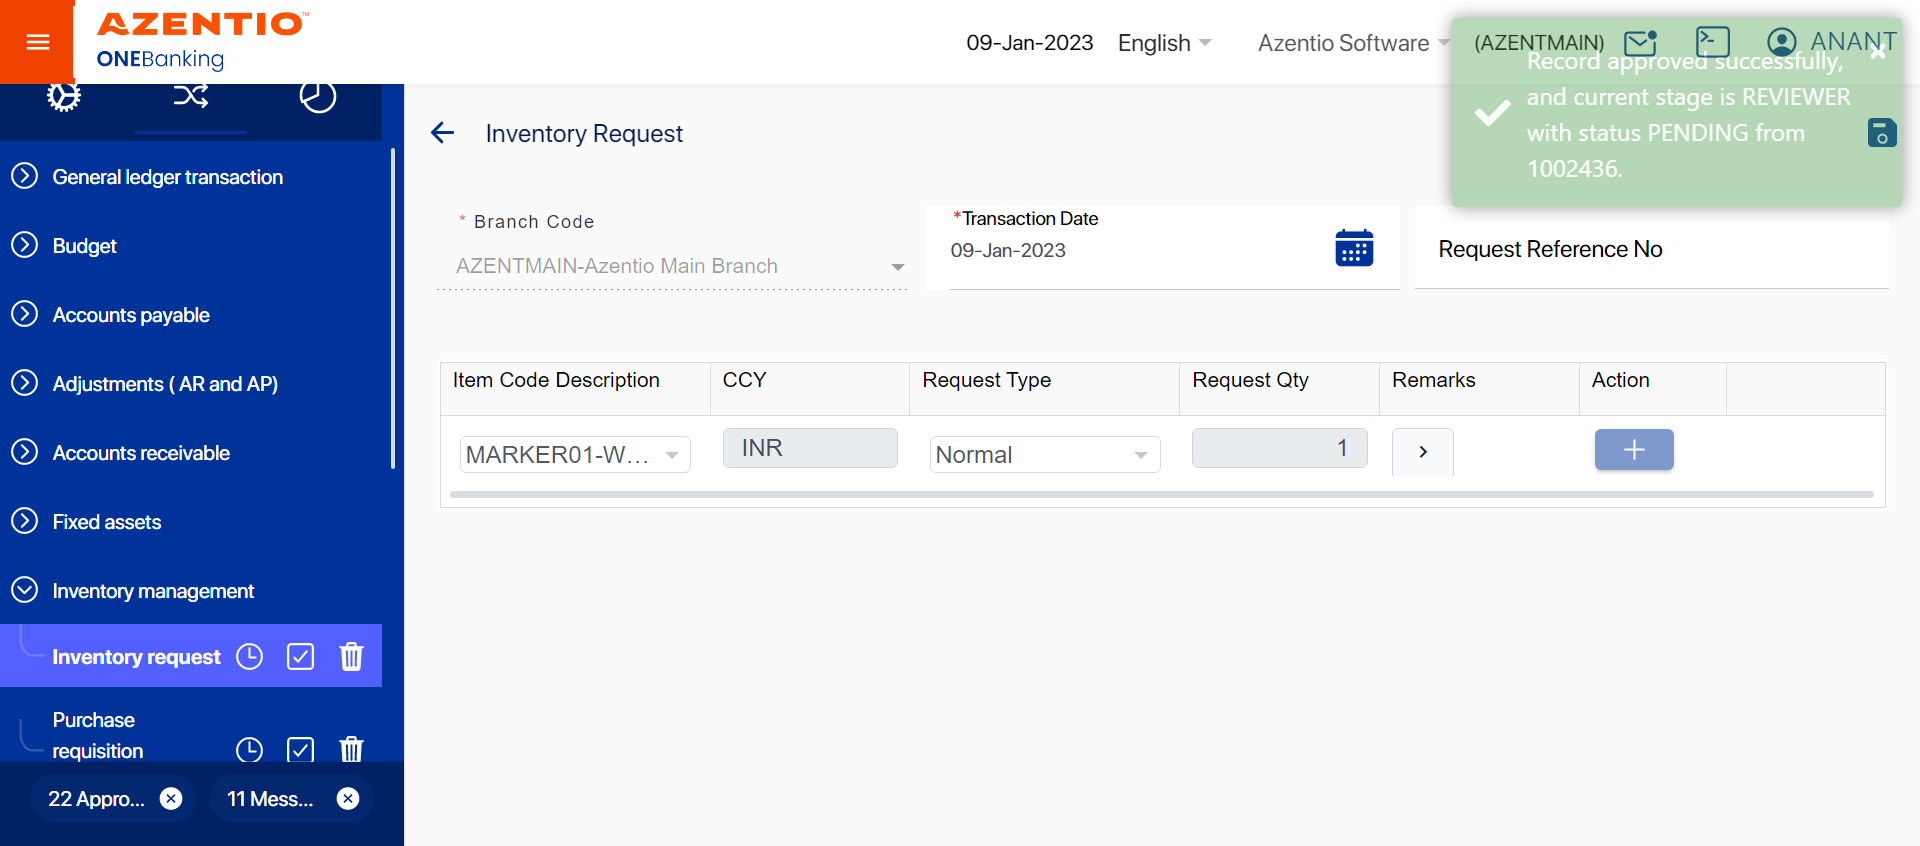 AZENTIO™
ONEBanking
09-Jan-2023
English
Azentio Software
(AZENTMAIN)
ANANT
Record approved successfully,
and current stage is REVIEWER
with status PENDING from
1002436.
General ledger transaction
Budget
Accounts payable
Adjustments ( AR and AP)
Accounts receivable
Fixed assets
Inventory management
Inventory request
Purchase
requisition
22 Appro...
11 Mess...
Inventory Request
* Branch Code
AZENTMAIN-Azentio Main Branch
*Transaction Date
09-Jan-2023
Request Reference No
Item Code Description
CCY
Request Type
Request Qty
Remarks
Action
MARKER01-W...
INR
Normal
1